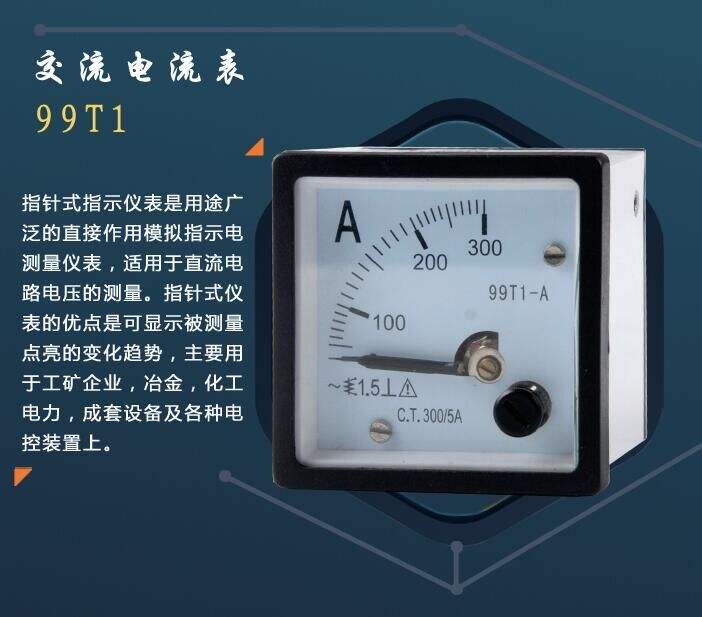 交流电流表
99T1
指针式指示仪表是用途广
泛的直接作用模拟指示电
测量仪表，适用于直流电
路电压的测量。指针式仪
表的优点是可显示被测量
点亮的变化趋势，主要用
于工矿企业，冶金，化工
电力，成套设备及各种电
控装置上。
A
100
200
300
99T1-A
~ 1.5⊥⚠
C.T. 300/5A